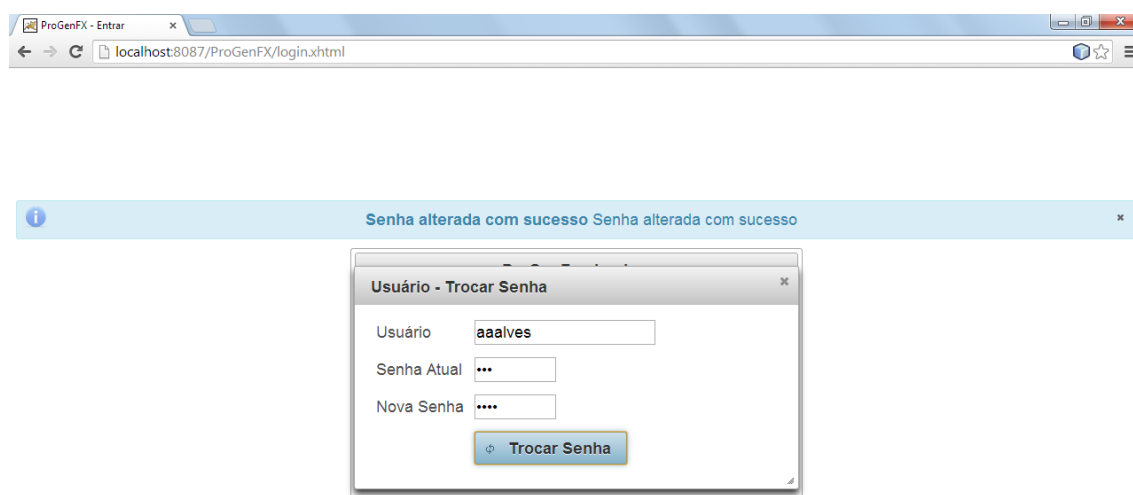 ProGenFX - Entrar
localhost:8087/ProGenFX/login.xhtml
Senha alterada com sucesso Senha alterada com sucesso
Usuário - Trocar Senha
Usuário aaalves
Senha Atual •••
Nova Senha ••••
Trocar Senha